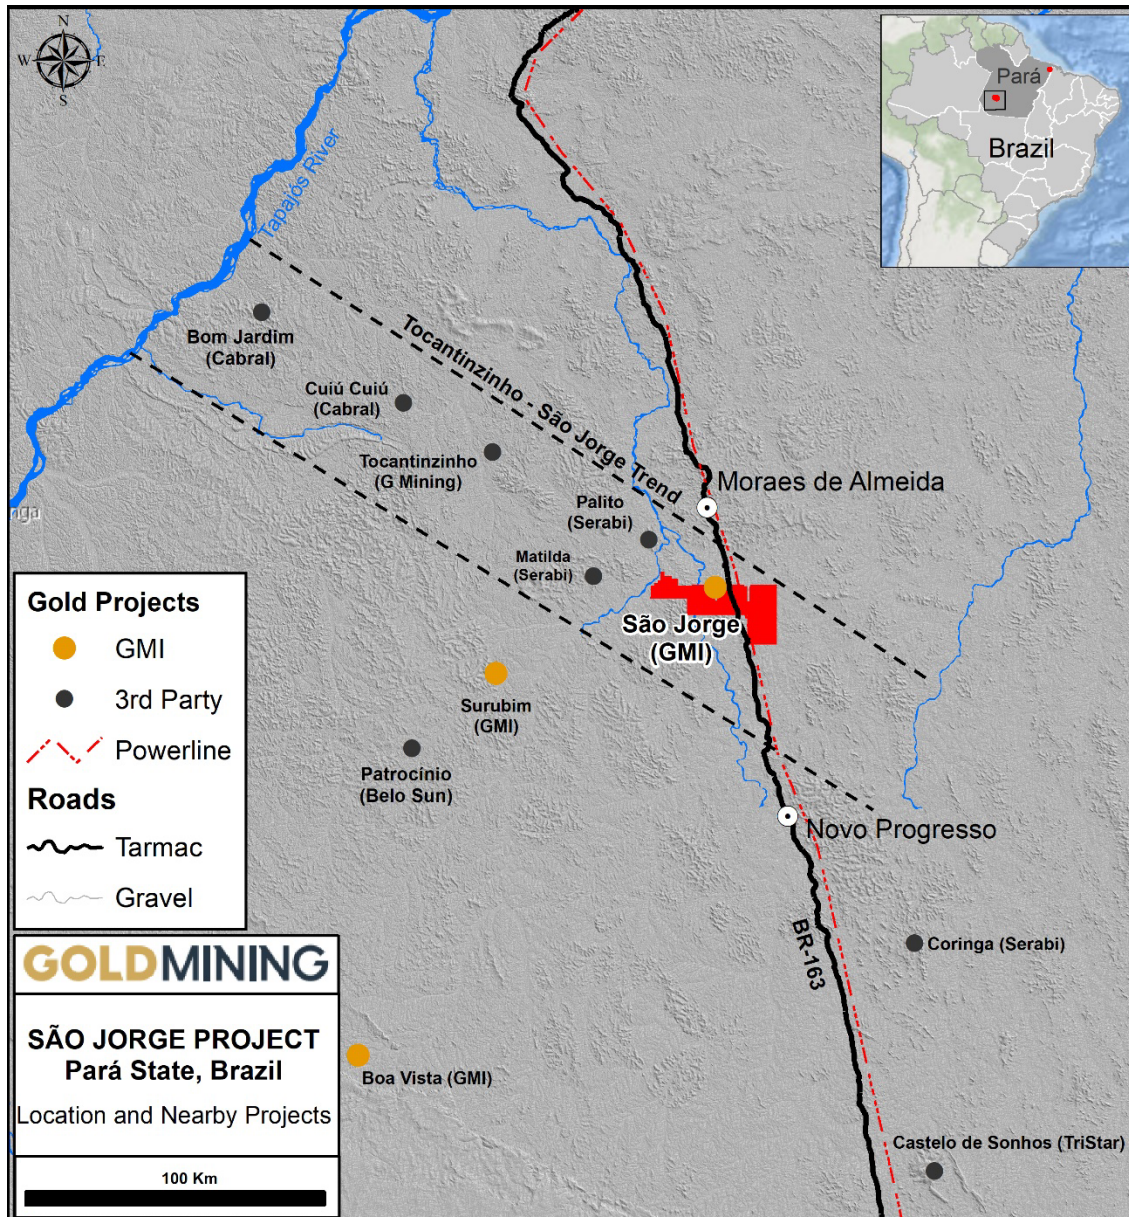 N
W
E
S
Pará
Brazil
Tapajós River
Bom Jardim
(Cabral)
Tocantinzinho - São Jorge Trend
Cuiú Cuiú
(Cabral)
Tocantinzinho
(G Mining)
Moraes de Almeida
Palito
(Serabi)
Matilda
(Serabi)
São Jorge
(GMI)
Surubim
(GMI)
Patrocínio
(Belo Sun)
Novo Progresso
BR-163
Coringa (Serabi)
Boa Vista (GMI)
Castelo de Sonhos (TriStar)
Gold Projects
GMI
3rd Party
Powerline
Roads
Tarmac
Gravel
GOLDMINING
SÃO JORGE PROJECT
Pará State, Brazil
Location and Nearby Projects
100 Km